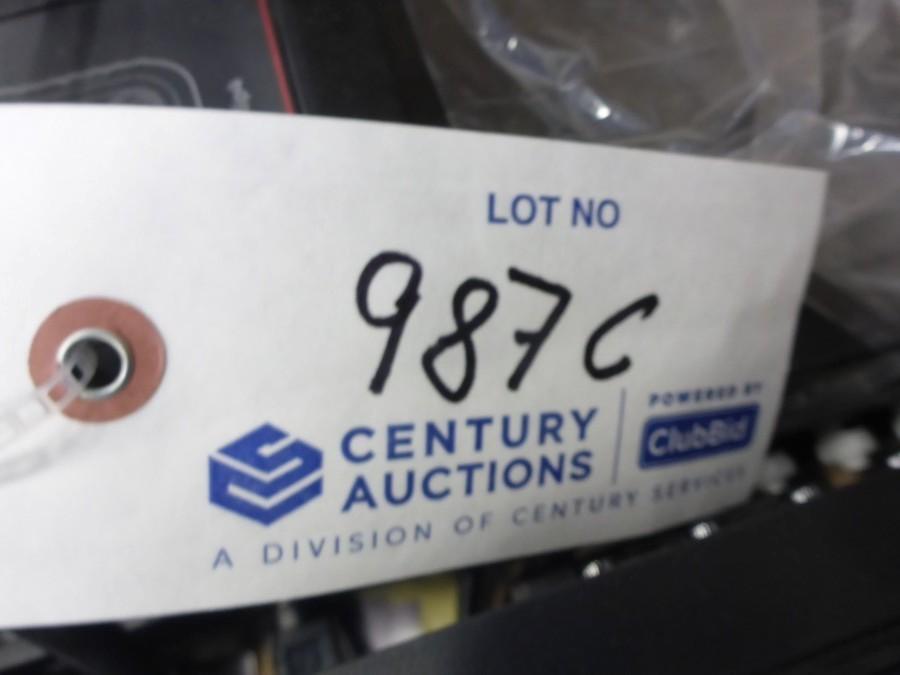 LOT NO
987C
CENTURY
AUCTIONS
POWERED BY
ClubBid
A DIVISION OF CENTURY SERVICES